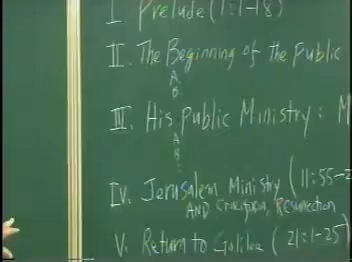 I. Prelude (1:1-18)
II. The Beginning of the Public
A
B
III. His Public Ministry: M
A
B
IV. Jerusalem Ministry (11:55-2
AND Crucifixion, Resurrection
V. Return to Galilee (21:1-25)